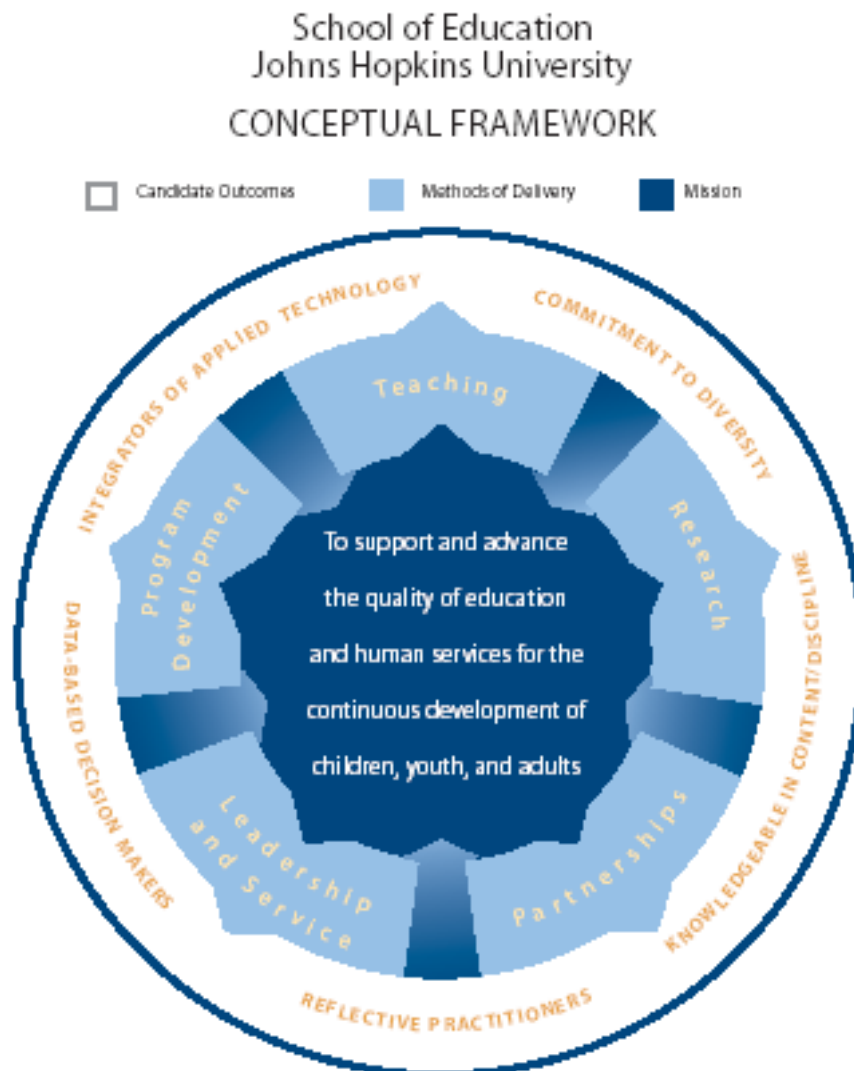 School of Education
Johns Hopkins University
CONCEPTUAL FRAMEWORK
Candidate Outcomes
Methods of Delivery
Mission
INTEGRATORS OF APPLIED TECHNOLOGY
COMMITMENT TO DIVERSITY
KNOWLEDGEABLE IN CONTENT/DISCIPLINE
REFLECTIVE PRACTITIONERS
DATA-BASED DECISION MAKERS
Teaching
Research
Partnerships
Leadership
and Service
Program
Development
To support and advance
the quality of education
and human services for the
continuous development of
children, youth, and adults